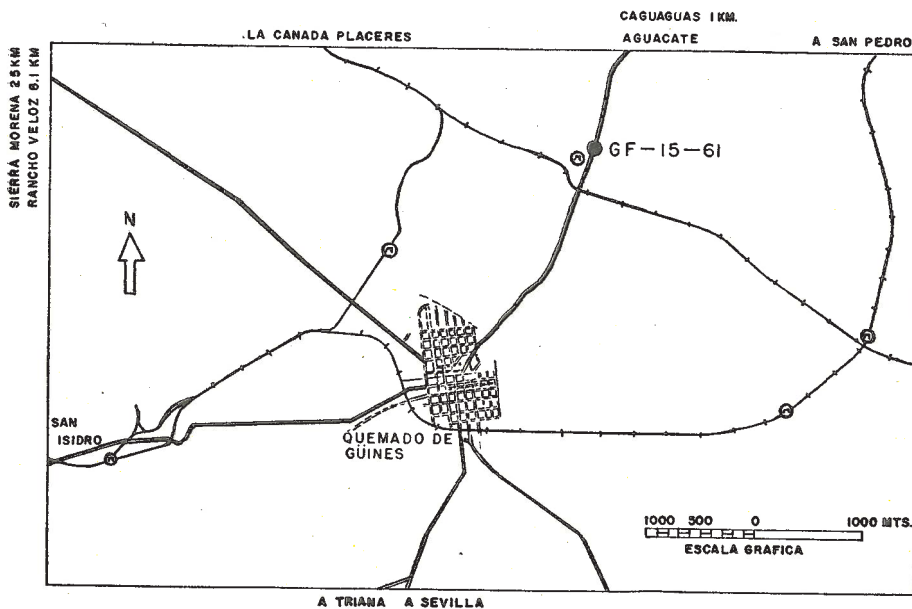 CAGUAGUAS 1 KM.
LA CANADA PLACERES
AGUACATE
A SAN PEDRO
SIERRA MORENA 25 KM
RANCHO VELOZ 6.1 KM
GF-15-61
N
SAN
ISIDRO
QUEMADO DE
GÜINES
1000 500 0 1000 MTS.
ESCALA GRAFICA
A TRIANA A SEVILLA